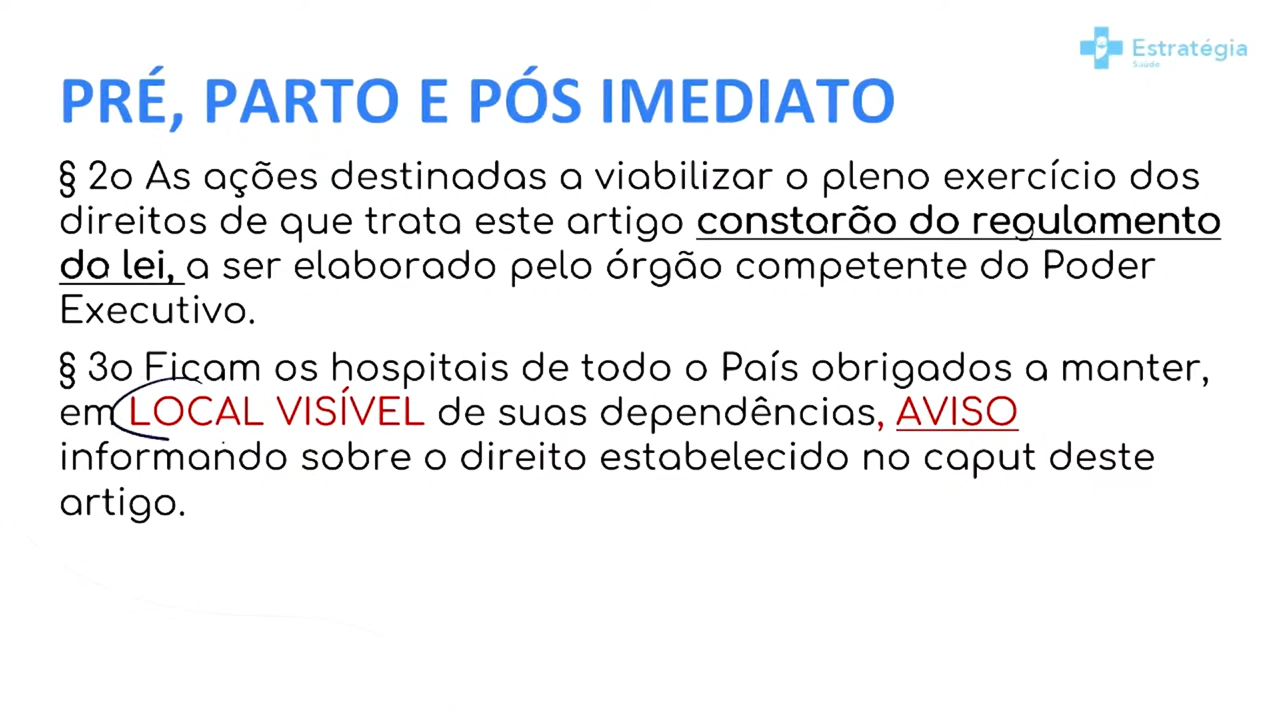 Estratégia
Saúde
PRÉ, PARTO E PÓS IMEDIATO
§ 2o As ações destinadas a viabilizar o pleno exercício dos
direitos de que trata este artigo constarão do regulamento
da lei, a ser elaborado pelo órgão competente do Poder
Executivo.
§ 3o Ficam os hospitais de todo o País obrigados a manter,
em LOCAL VISÍVEL de suas dependências, AVISO
informando sobre o direito estabelecido no caput deste
artigo.